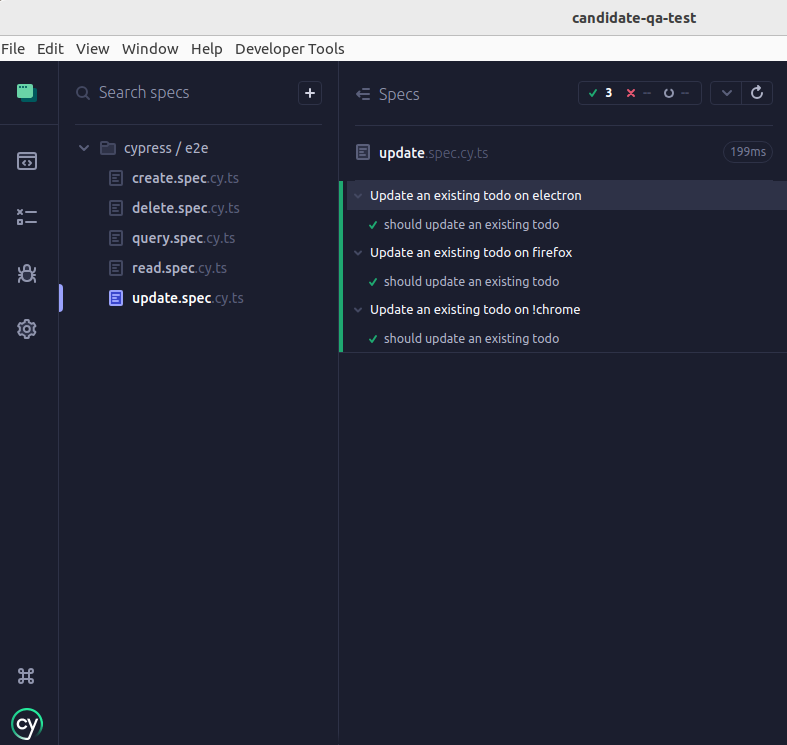 candidate-qa-test
File Edit View Window Help Developer Tools
Search specs
+
cypress / e2e
create.spec.cy.ts
delete.spec.cy.ts
query.spec.cy.ts
read.spec.cy.ts
update.spec.cy.ts
cy
Specs
3 -- --
update.spec.cy.ts
199ms
Update an existing todo on electron
should update an existing todo
Update an existing todo on firefox
should update an existing todo
Update an existing todo on !chrome
should update an existing todo